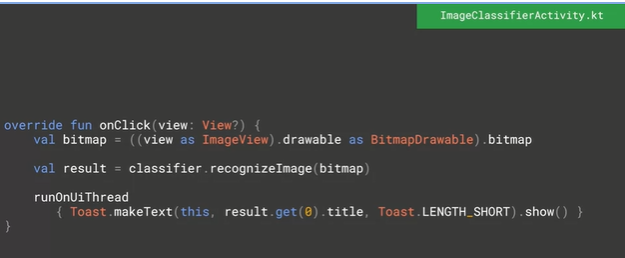 ImageClassifierActivity.kt
override fun onClick(view: View?) {
    val bitmap = ((view as ImageView).drawable as BitmapDrawable).bitmap
    val result = classifier.recognizeImage(bitmap)
    runOnUiThread
        { Toast.makeText(this, result.get(0).title, Toast.LENGTH_SHORT).show() }
}